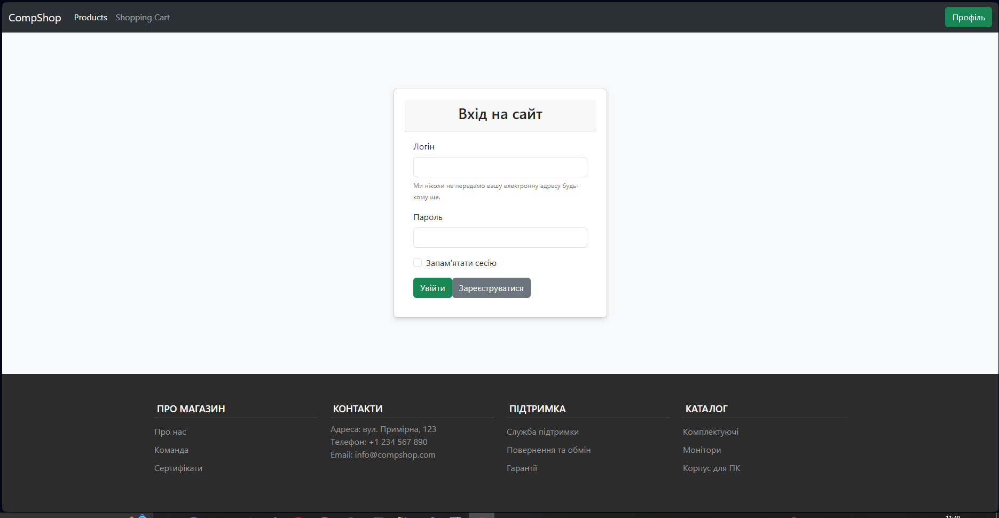 CompShop Products Shopping Cart Профіль
Вхід на сайт
Логін
Ми ніколи не передамо вашу електронну адресу будь-
кому ще.
Пароль
Запам'ятати сесію
Увійти Зареєструватися
ПРО МАГАЗИН
Про нас
Команда
Сертифікати
КОНТАКТИ
Адреса: вул. Примірна, 123
Телефон: +1 234 567 890
Email: info@compshop.com
ПІДТРИМКА
Служба підтримки
Повернення та обмін
Гарантії
КАТАЛОГ
Комплектуючі
Монітори
Корпус для ПК